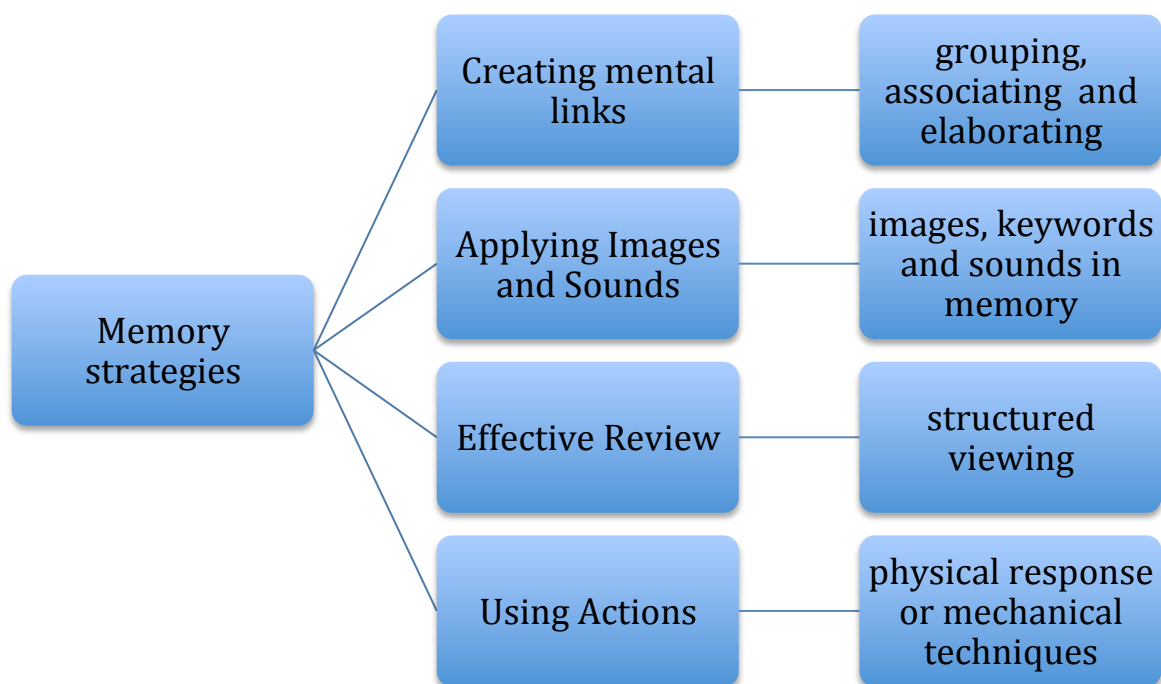 Memory
strategies
Creating mental
links
grouping,
associating and
elaborating
Applying Images
and Sounds
images, keywords
and sounds in
memory
Effective Review
structured
viewing
Using Actions
physical response
or mechanical
techniques